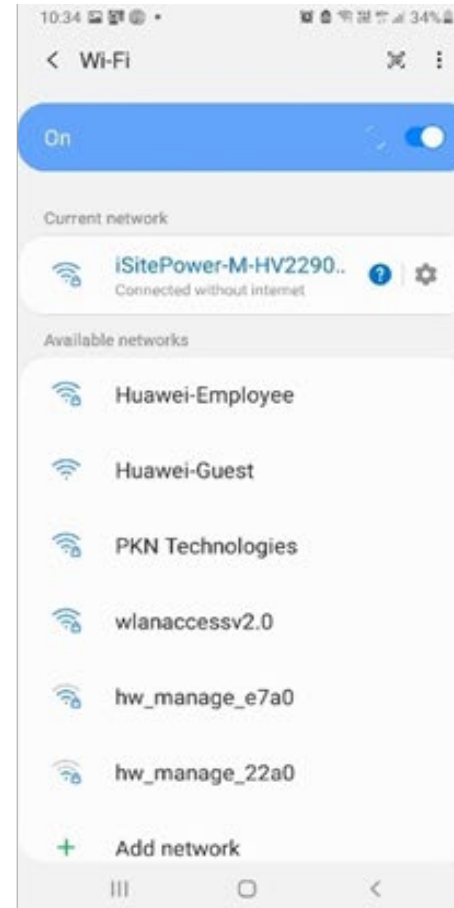 10:34
34%
Wi-Fi
On
Current network
iSitePower-M-HV2290..
Connected without internet
Available networks
Huawei-Employee
Huawei-Guest
PKN Technologies
wlanaccessv2.0
hw_manage_e7a0
hw_manage_22a0
Add network